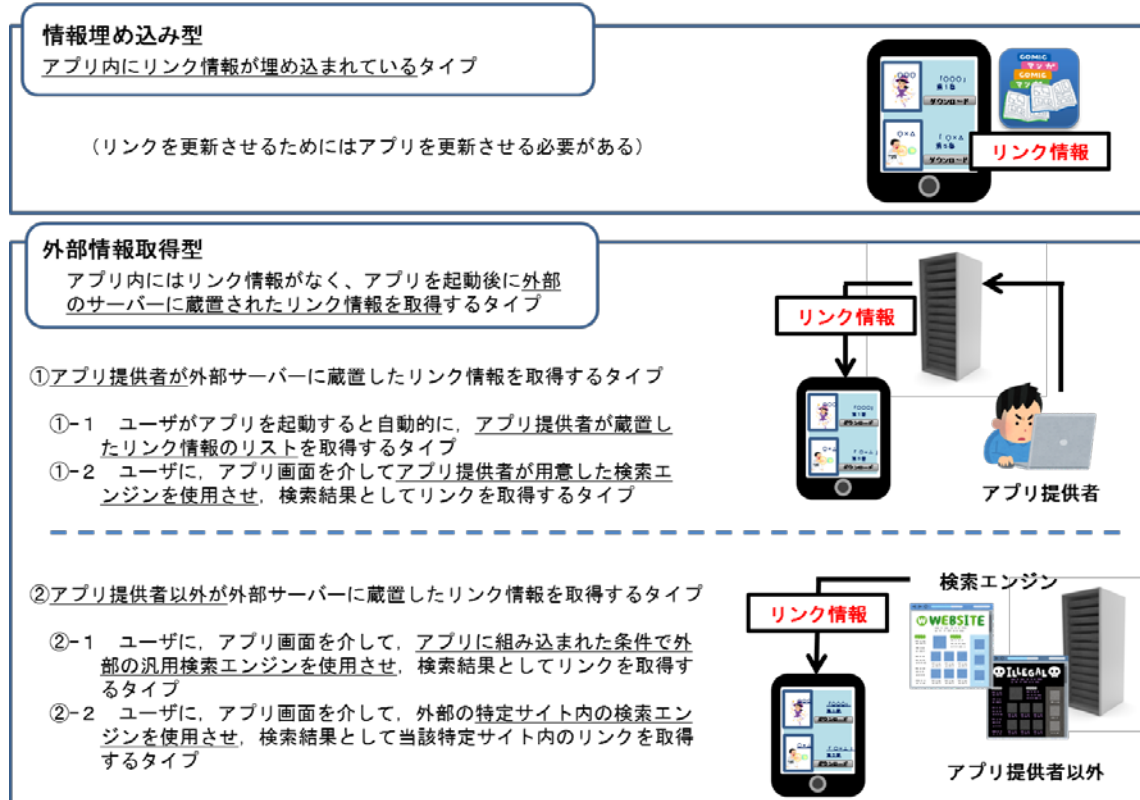 情報埋め込み型
アプリ内にリンク情報が埋め込まれているタイプ
（リンクを更新させるためにはアプリを更新させる必要がある）
COMIC
マンガ
COMIC
マンガ
「〇〇〇」
ダウンロード
「〇×△
ダウンロード
リンク情報
外部情報取得型
アプリ内にはリンク情報がなく、アプリを起動後に外部
のサーバーに蔵置されたリンク情報を取得するタイプ
リンク情報
①アプリ提供者が外部サーバーに蔵置したリンク情報を取得するタイプ
①-１　ユーザがアプリを起動すると自動的に，アプリ提供者が蔵置し
たリンク情報のリストを取得するタイプ
①-２　ユーザに，アプリ画面を介してアプリ提供者が用意した検索エ
ンジンを使用させ，検索結果としてリンクを取得するタイプ
アプリ提供者
②アプリ提供者以外が外部サーバーに蔵置したリンク情報を取得するタイプ
②-１　ユーザに，アプリ画面を介して，アプリに組み込まれた条件で外
部の汎用検索エンジンを使用させ，検索結果としてリンクを取得す
るタイプ
②-２　ユーザに，アプリ画面を介して，外部の特定サイト内の検索エン
ジンを使用させ，検索結果として当該特定サイト内のリンクを取得
するタイプ
検索エンジン
リンク情報
WEBSITE
ILLEGAL
アプリ提供者以外